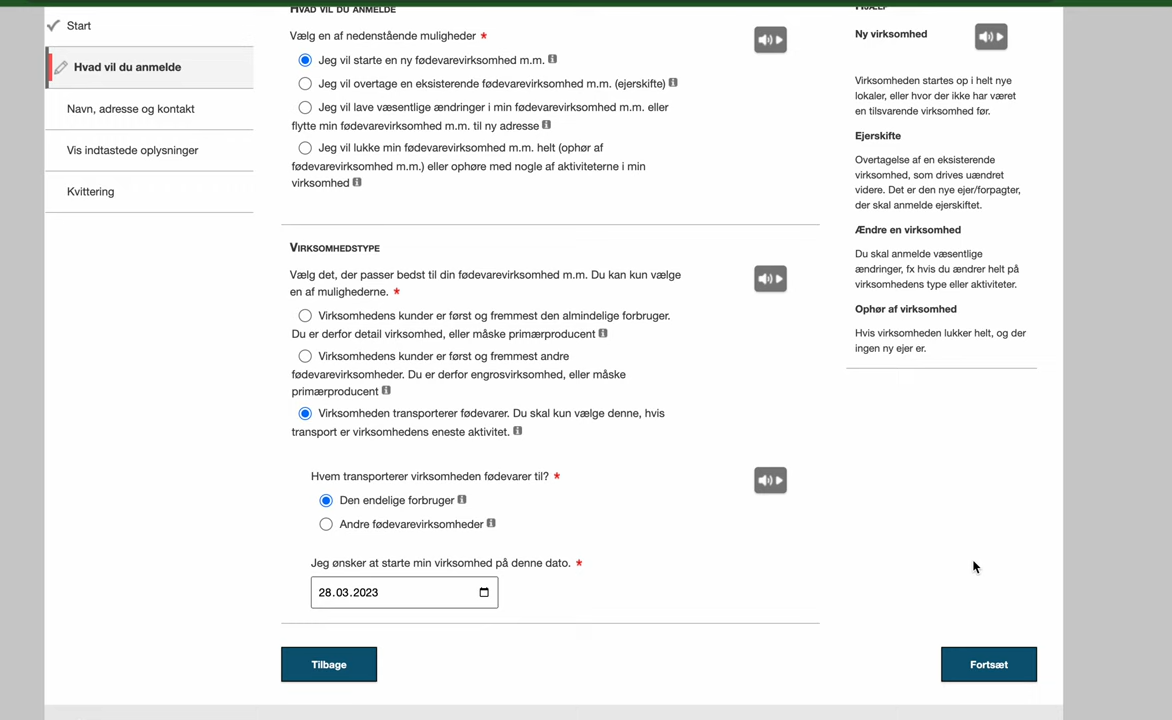 Start
Hvad vil du anmelde
Navn, adresse og kontakt
Vis indtastede oplysninger
Kvittering
HVAD VIL DU ANMELDE
Vælg en af nedenstående muligheder *
Jeg vil starte en ny fødevarevirksomhed m.m.
Jeg vil overtage en eksisterende fødevarevirksomhed m.m. (ejerskifte)
Jeg vil lave væsentlige ændringer i min fødevarevirksomhed m.m. eller
flytte min fødevarevirksomhed m.m. til ny adresse
Jeg vil lukke min fødevarevirksomhed m.m. helt (ophør af
fødevarevirksomhed m.m.) eller ophøre med nogle af aktiviteterne i min
virksomhed
VIRKSOMHEDSTYPE
Vælg det, der passer bedst til din fødevarevirksomhed m.m. Du kan kun vælge
en af mulighederne. *
Virksomhedens kunder er først og fremmest den almindelige forbruger.
Du er derfor detail virksomhed, eller måske primærproducent
Virksomhedens kunder er først og fremmest andre
fødevarevirksomheder. Du er derfor engrosvirksomhed, eller måske
primærproducent
Virksomheden transporterer fødevarer. Du skal kun vælge denne, hvis
transport er virksomhedens eneste aktivitet.
Hvem transporterer virksomheden fødevarer til? *
Den endelige forbruger
Andre fødevarevirksomheder
Jeg ønsker at starte min virksomhed på denne dato. *
28.03.2023
Tilbage
Fortsæt
HJÆLP
Ny virksomhed
Virksomheden startes op i helt nye
lokaler, eller hvor der ikke har været
en tilsvarende virksomhed før.
Ejerskifte
Overtagelse af en eksisterende
virksomhed, som drives uændret
videre. Det er den nye ejer/forpagter,
der skal anmelde ejerskiftet.
Ændre en virksomhed
Du skal anmelde væsentlige
ændringer, fx hvis du ændrer helt på
virksomhedens type eller aktiviteter.
Ophør af virksomhed
Hvis virksomheden lukker helt, og der
ingen ny ejer er.